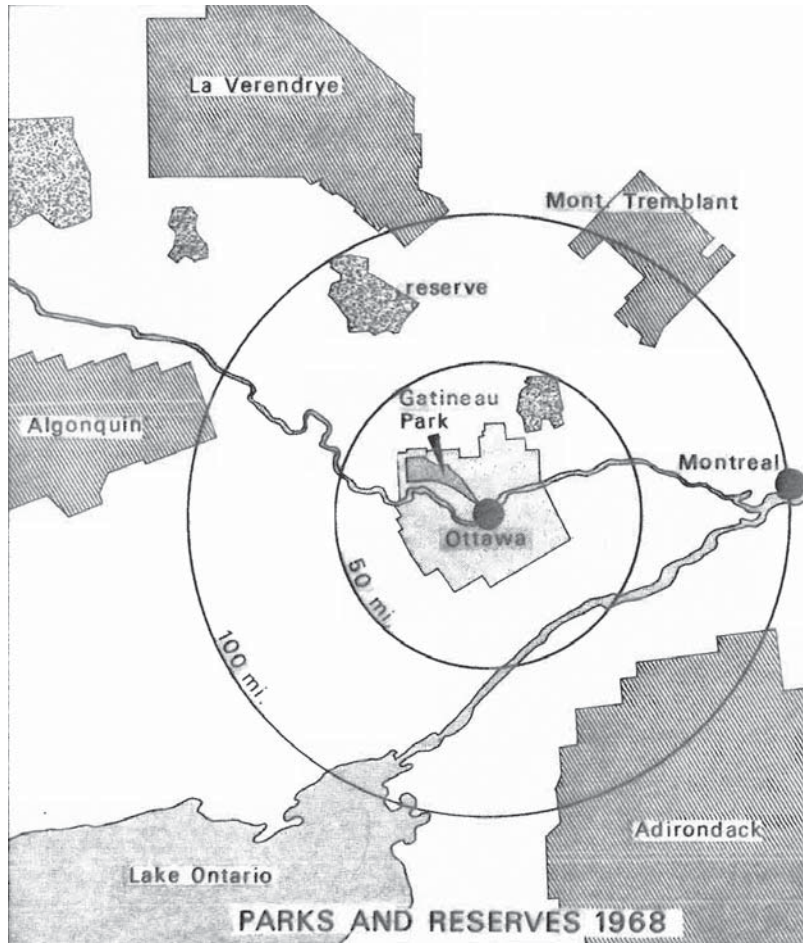 La Verendrye
Mont. Tremblant
reserve
Gatineau
Park
Algonquin
Montreal
Ottawa
50 mi.
100 mi.
Adirondack
Lake Ontario
PARKS AND RESERVES 1968